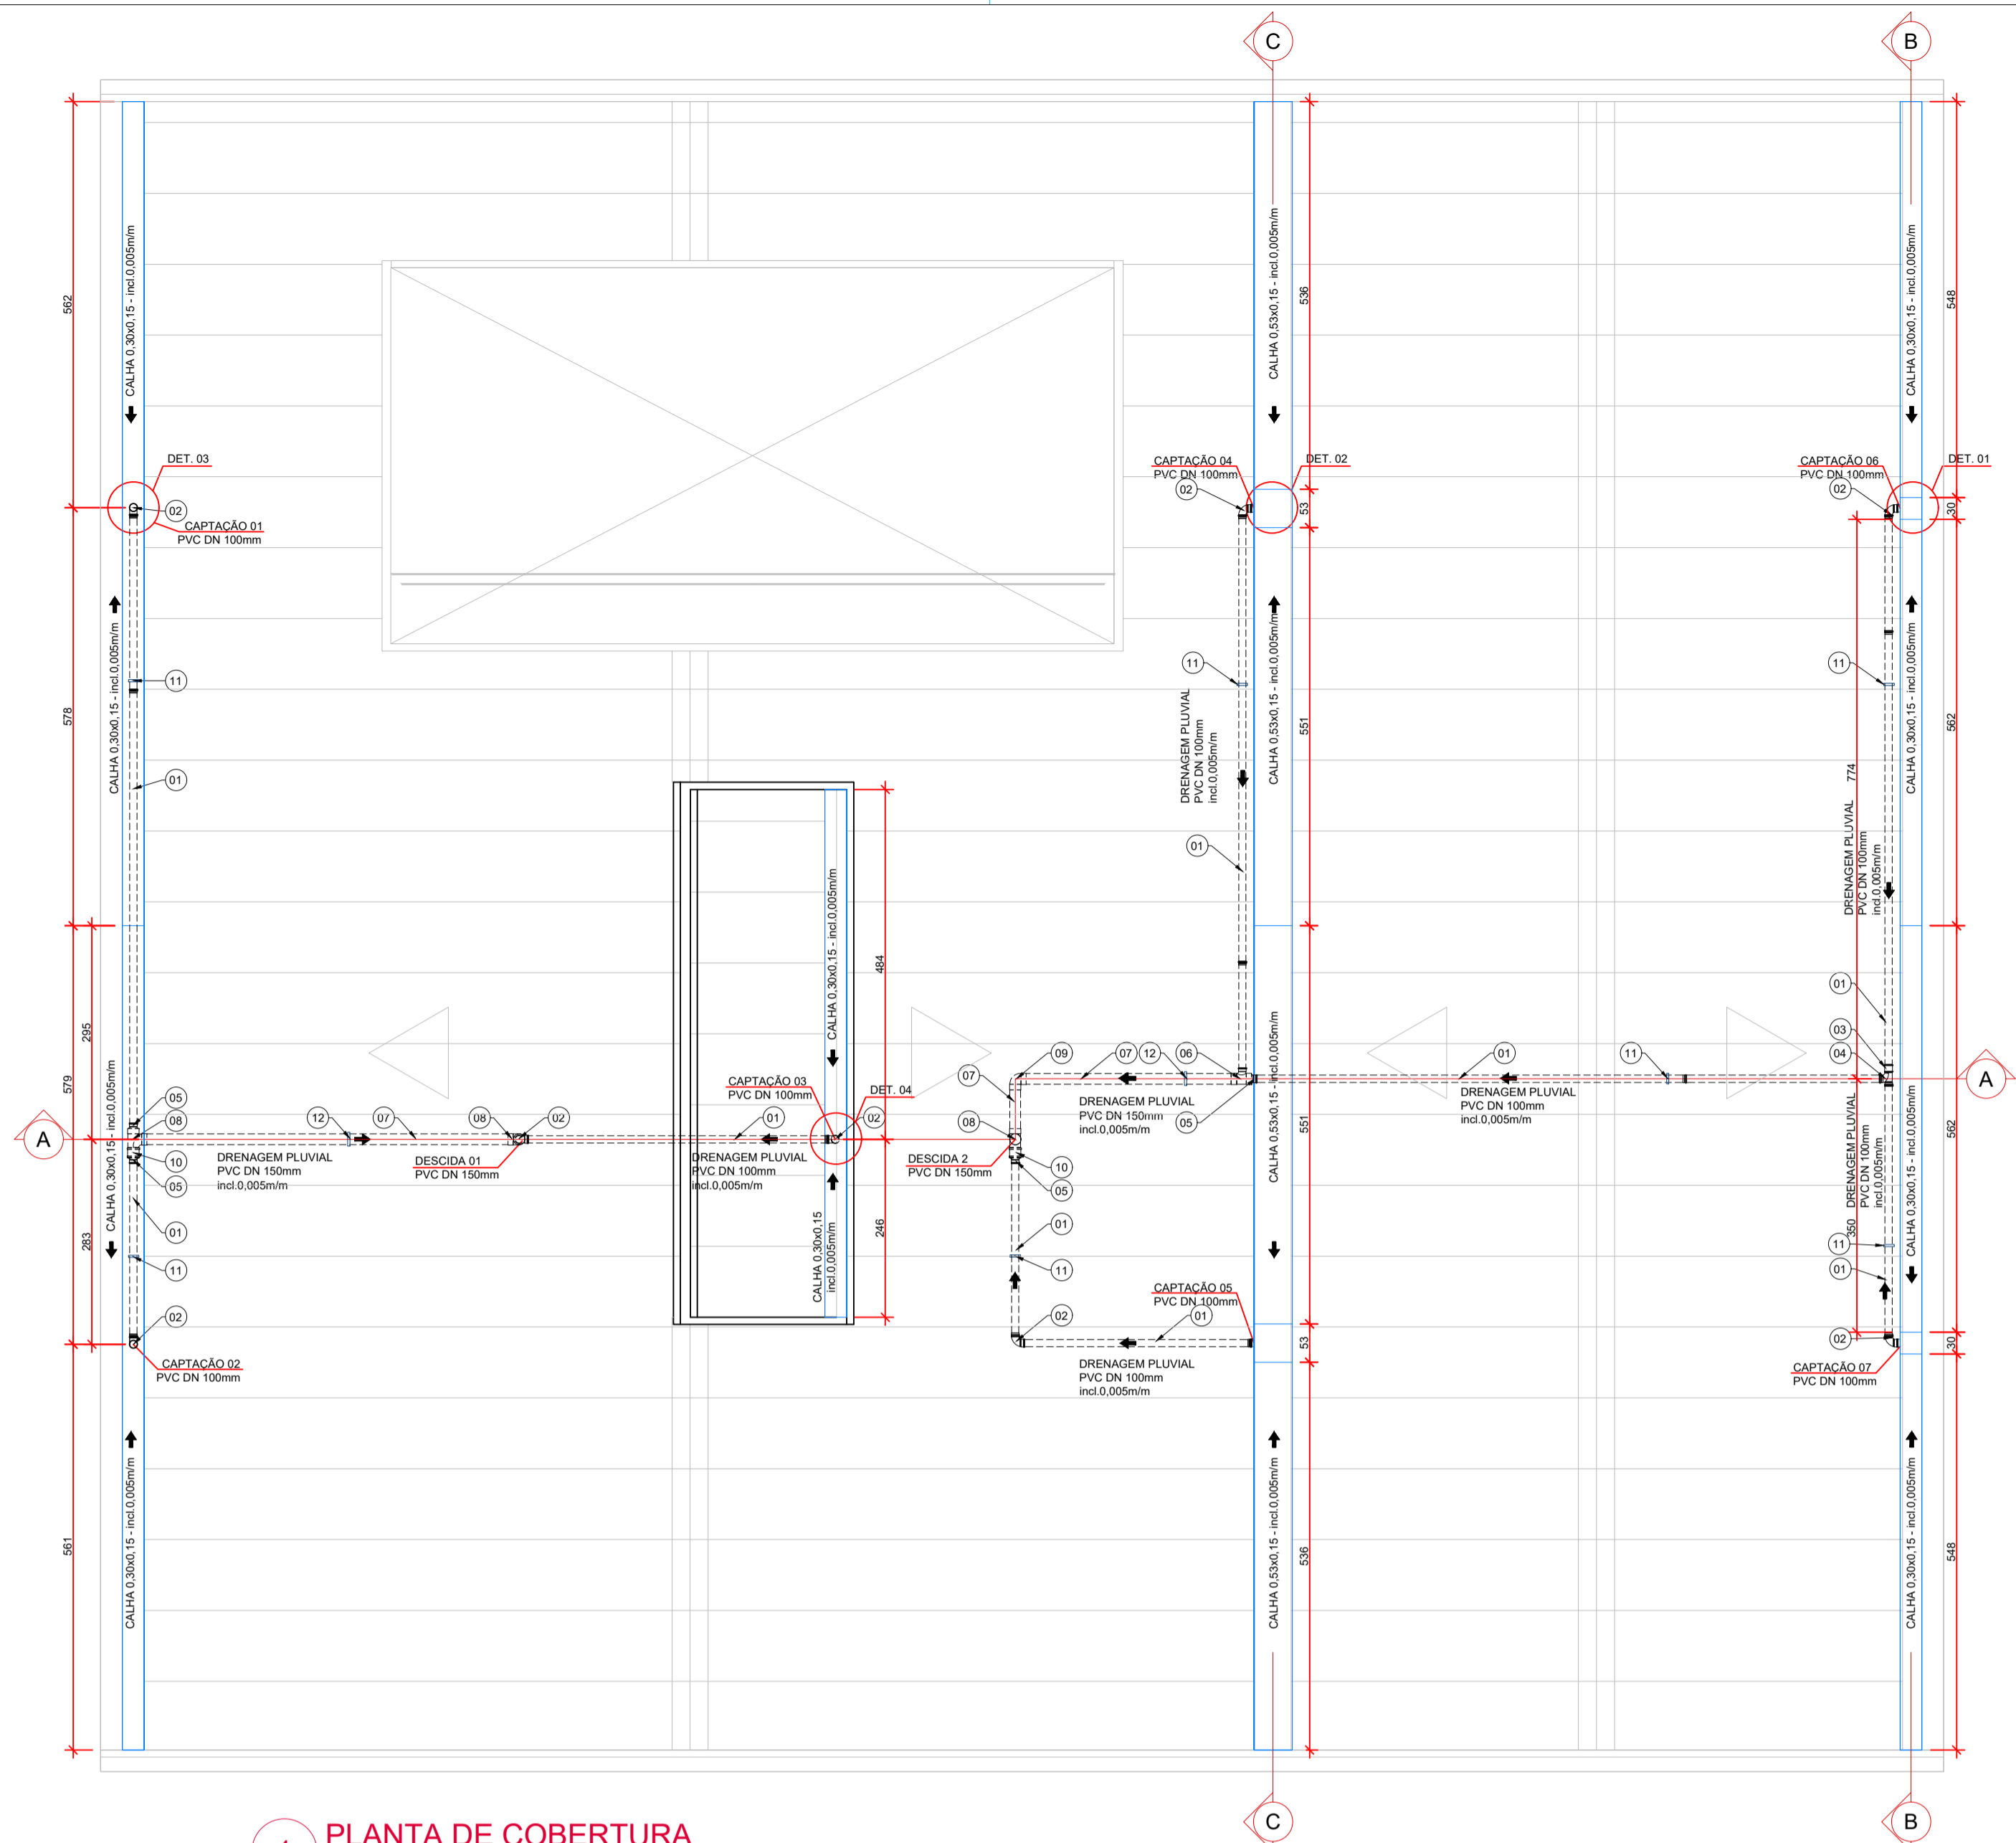 C
B
CALHA 0,30x0,15 - incl.0,005m/m
CALHA 0,53x0,15 - incl.0,005m/m
CALHA 0,30x0,15 - incl.0,005m/m
562
536
548
DET. 03
02
CAPTAÇÃO 01
PVC DN 100mm
CAPTAÇÃO 04
PVC DN 100mm
02
DET. 02
53
CAPTAÇÃO 06
PVC DN 100mm
02
DET. 01
30
578
CALHA 0,30x0,15 - incl.0,005m/m
11
01
11
DRENAGEM PLUVIAL
PVC DN 100mm
incl.0,005m/m
01
CALHA 0,53x0,15 - incl.0,005m/m
551
11
774
DRENAGEM PLUVIAL
PVC DN 100mm
incl.0,005m/m
CALHA 0,30x0,15 - incl.0,005m/m
562
01
03
04
CALHA 0,30x0,15 - incl.0,005m/m
484
295
579
283
CALHA 0,30x0,15 - incl.0,005m/m
A
05
08
10
05
01
11
02
CAPTAÇÃO 02
PVC DN 100mm
12
07
08
02
01
DRENAGEM PLUVIAL
PVC DN 150mm
incl.0,005m/m
DESCIDA 01
PVC DN 150mm
DRENAGEM PLUVIAL
PVC DN 100mm
incl.0,005m/m
CAPTAÇÃO 03
PVC DN 100mm
DET. 04
02
CALHA 0,30x0,15
incl.0,005m/m
246
DESCIDA 2
PVC DN 150mm
09
07
12
06
07
08
DRENAGEM PLUVIAL
PVC DN 150mm
incl.0,005m/m
05
10
05
01
11
02
CAPTAÇÃO 05
PVC DN 100mm
01
DRENAGEM PLUVIAL
PVC DN 100mm
incl.0,005m/m
CALHA 0,53x0,15 - incl.0,005m/m
551
53
01
11
DRENAGEM PLUVIAL
PVC DN 100mm
incl.0,005m/m
A
350
DRENAGEM PLUVIAL
PVC DN 100mm
incl.0,005m/m
CALHA 0,30x0,15 - incl.0,005m/m
562
11
01
02
30
CAPTAÇÃO 07
PVC DN 100mm
561
CALHA 0,30x0,15 - incl.0,005m/m
CALHA 0,53x0,15 - incl.0,005m/m
536
CALHA 0,30x0,15 - incl.0,005m/m
548
C
B
PLANTA DE COBERTURA